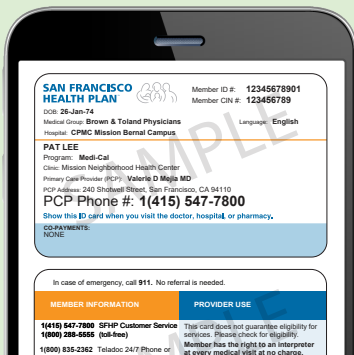 SAN FRANCISCO
HEALTH PLAN
Member ID #: 12345678901
Member CIN #: 123456789
DOB: 26-Jan-74
Medical Group: Brown & Toland Physicians Language: English
Hospital: CPMC Mission Bernal Campus
PAT LEE
Program: Medi-Cal
Clinic: Mission Neighborhood Health Center
Primary Care Provider (PCP): Valerie D Mejia MD
PCP Address: 240 Shotwell Street, San Francisco, CA 94110
PCP Phone #: 1(415) 547-7800
Show this ID card when you visit the doctor, hospital, or pharmacy.
CO-PAYMENTS:
NONE
SAMPLE
In case of emergency, call 911. No referral is needed.
MEMBER INFORMATION
PROVIDER USE
1(415) 547-7800 SFHP Customer Service
1(800) 288-5555 (toll-free)
1(800) 835-2362 Teladoc 24/7 Phone or
This card does not guarantee eligibility for
services. Please check for eligibility.
Member has the right to an interpreter
at every medical visit at no charge.